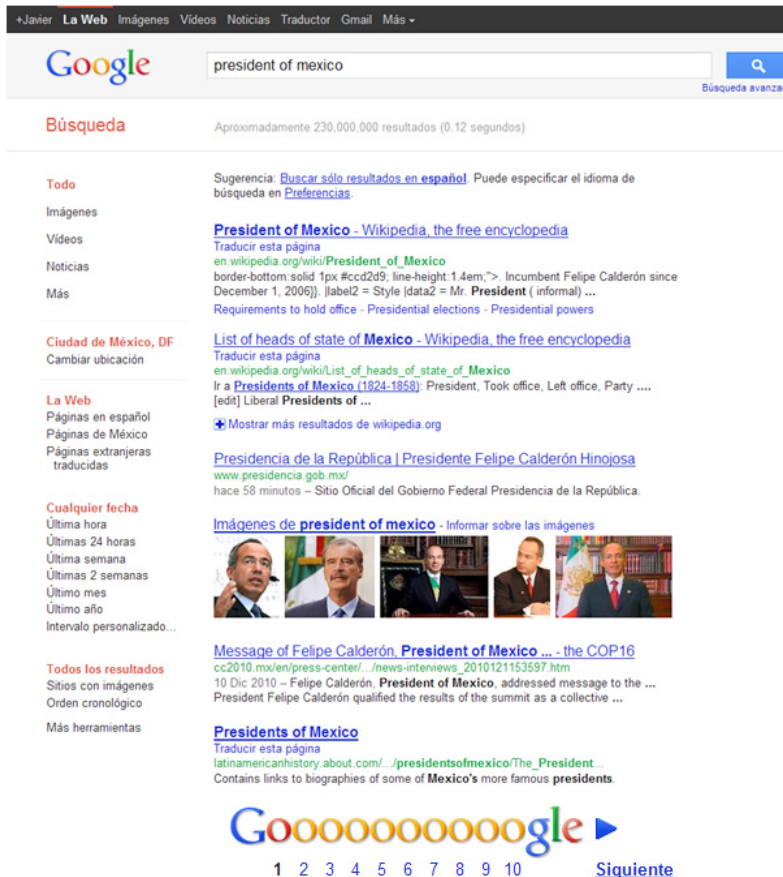 +Javier La Web Imágenes Vídeos Noticias Traductor Gmail Más
Google
president of mexico
Búsqueda avanza
Búsqueda
Aproximadamente 230,000,000 resultados (0.12 segundos)
Todo
Imágenes
Vídeos
Noticias
Más
Ciudad de México, DF
Cambiar ubicación
La Web
Páginas en español
Páginas de México
Páginas extranjeras
traducidas
Cualquier fecha
Última hora
Últimas 24 horas
Última semana
Últimas 2 semanas
Último mes
Último año
Intervalo personalizado...
Todos los resultados
Sitios con imágenes
Orden cronológico
Más herramientas
Sugerencia: Buscar sólo resultados en español. Puede especificar el idioma de
búsqueda en Preferencias.
President of Mexico - Wikipedia, the free encyclopedia
Traducir esta página
en.wikipedia.org/wiki/President_of_Mexico
border-bottom:solid 1px #ccd2d9; line-height:1.4em;">. Incumbent Felipe Calderón since
December 1, 2006}}. |label2 = Style |data2 = Mr. President ( informal) ...
Requirements to hold office - Presidential elections - Presidential powers
List of heads of state of Mexico - Wikipedia, the free encyclopedia
Traducir esta página
en.wikipedia.org/wiki/List_of_heads_of_state_of_Mexico
Ir a Presidents of Mexico (1824-1858): President, Took office, Left office, Party ....
[edit] Liberal Presidents of ...
Mostrar más resultados de wikipedia.org
Presidencia de la República | Presidente Felipe Calderón Hinojosa
www.presidencia.gob.mx/
hace 58 minutos – Sitio Oficial del Gobierno Federal Presidencia de la República.
Imágenes de president of mexico - Informar sobre las imágenes
Message of Felipe Calderón, President of Mexico ... - the COP16
cc2010.mx/en/press-center/.../news-interviews_2010121153597.htm
10 Dic 2010 – Felipe Calderón, President of Mexico, addressed message to the ...
President Felipe Calderón qualified the results of the summit as a collective ...
Presidents of Mexico
Traducir esta página
latinamericanhistory.about.com/.../presidentsofmexico/The_President...
Contains links to biographies of some of Mexico's more famous presidents.
Goooooooooogle
1 2 3 4 5 6 7 8 9 10 Siguiente